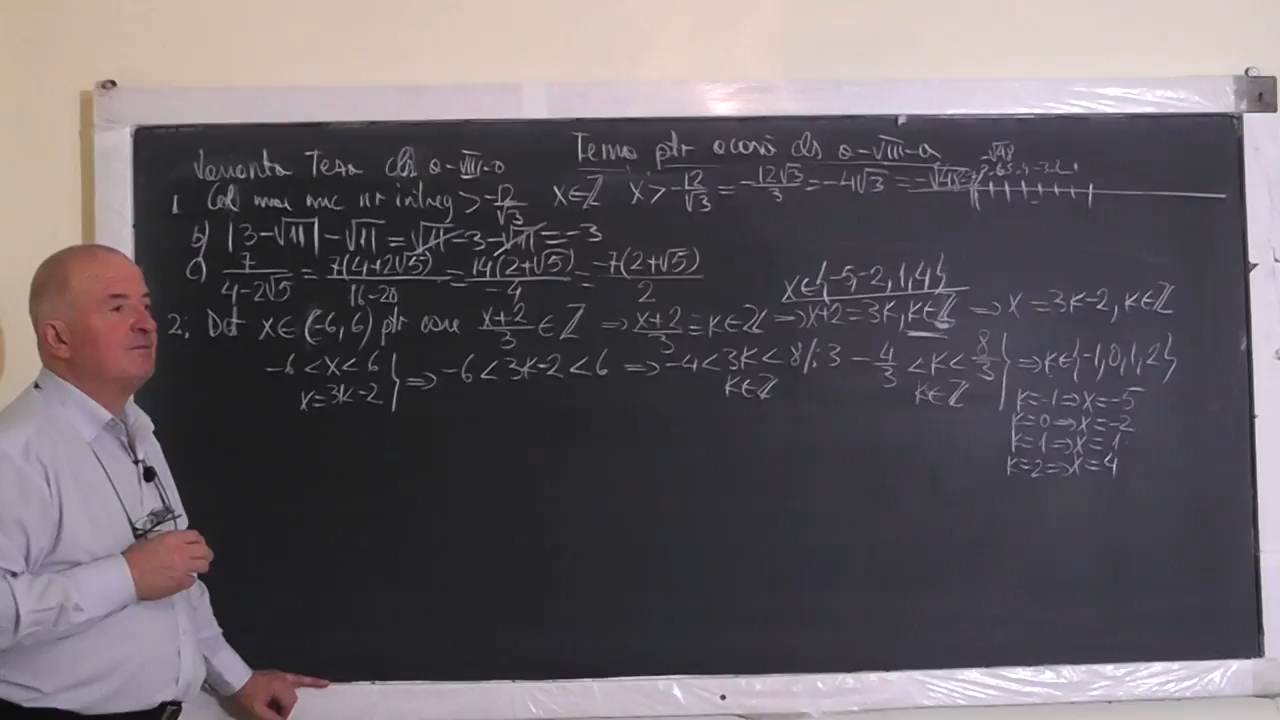 Varianta Teza cls a-VIII-a
Tema ptr acasă cls a-VIII-a
1. Cel mai mic nr întreg > -12/√3 x∈ℤ x > -12/√3 = -12√3/3 = -4√3 = -√48
-√48
b) |3-√11| - √11 = √11 - 3 - √11 = -3
c) 7/(4-2√5) = 7(4+2√5)/(16-20) = 14(2+√5)/-4 = -7(2+√5)/2
x∈{-5,-2,1,4}
2. Det x∈(-6,6) ptr care (x+2)/3 ∈ℤ ⇒ (x+2)/3 = k∈ℤ ⇒ x+2=3k, k∈ℤ ⇒ x = 3k-2, k∈ℤ
-6 < x < 6
x=3k-2 } ⇒ -6 < 3k-2 < 6 ⇒ -4 < 3k < 8 /:3 -4/3 < k < 8/3 } ⇒ k∈{-1,0,1,2}
k∈ℤ k∈ℤ
k=-1 ⇒ x=-5
k=0 ⇒ x=-2
k=1 ⇒ x=1
k=2 ⇒ x=4